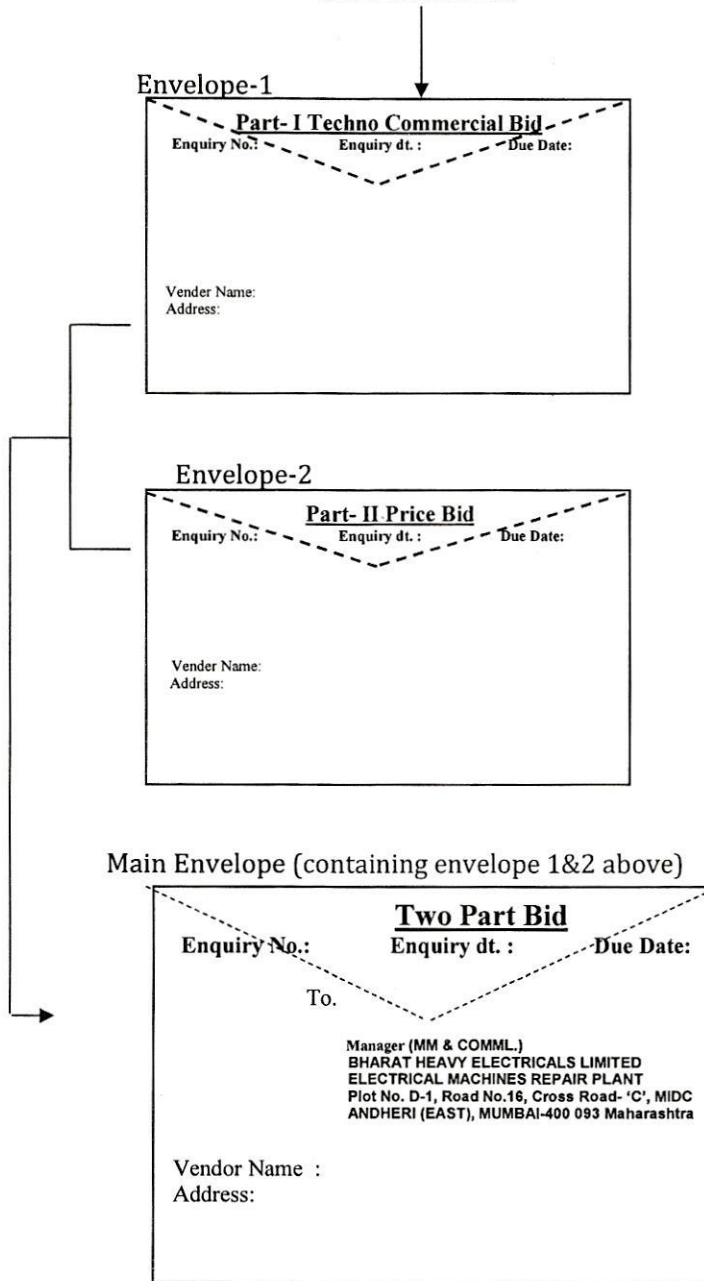 Envelope-1
Part- I Techno Commercial Bid
Enquiry No.: Enquiry dt. : Due Date:
Vender Name:
Address:
Envelope-2
Part- II Price Bid
Enquiry No.: Enquiry dt. : Due Date:
Vender Name:
Address:
Main Envelope (containing envelope 1&2 above)
Two Part Bid
Enquiry No.: Enquiry dt. : Due Date:
To.
Manager (MM & COMML.)
BHARAT HEAVY ELECTRICALS LIMITED
ELECTRICAL MACHINES REPAIR PLANT
Plot No. D-1, Road No.16, Cross Road- ‘C’, MIDC
ANDHERI (EAST), MUMBAI-400 093 Maharashtra
Vendor Name :
Address: